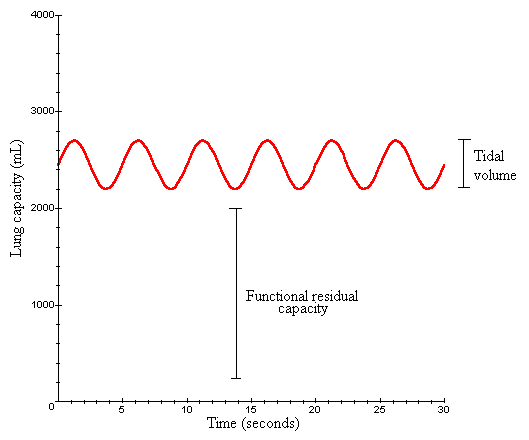 4000
3000
2000
1000
0
Lung capacity (mL)
Tidal
volume
Functional residual
capacity
5
10
15
20
25
30
Time (seconds)